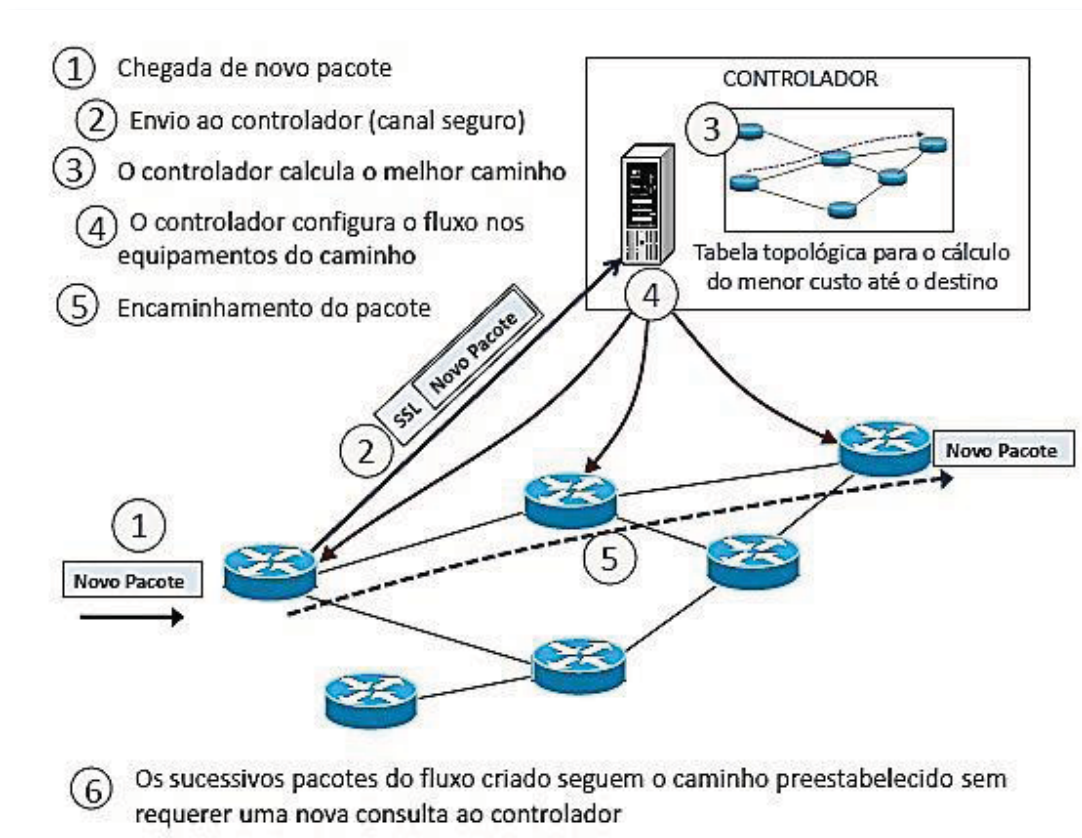 1 Chegada de novo pacote
2 Envio ao controlador (canal seguro)
3 O controlador calcula o melhor caminho
4 O controlador configura o fluxo nos
equipamentos do caminho
5 Encaminhamento do pacote
CONTROLADOR
3
Tabela topológica para o cálculo
do menor custo até o destino
4
SSL Novo Pacote
2
Novo Pacote
1
5
Novo Pacote
6 Os sucessivos pacotes do fluxo criado seguem o caminho preestabelecido sem
requerer uma nova consulta ao controlador